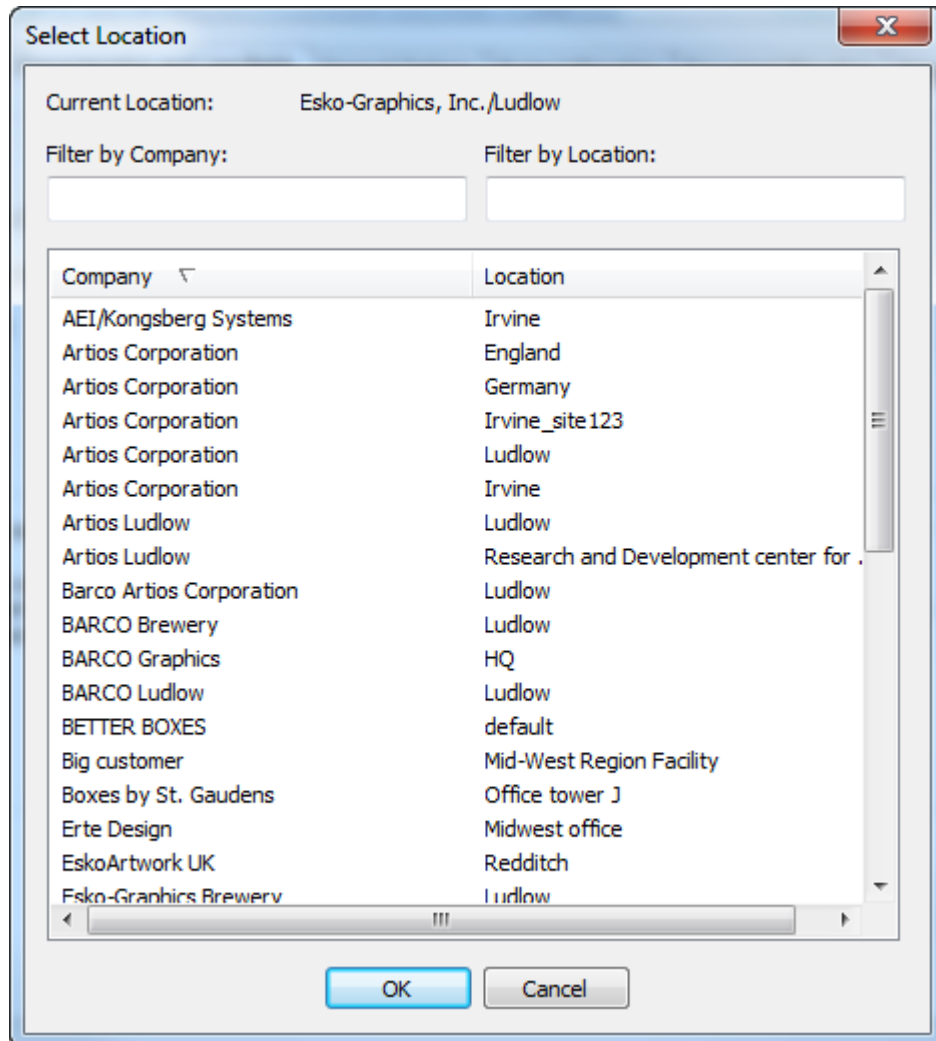 Select Location
Current Location: Esko-Graphics, Inc./Ludlow
Filter by Company: Filter by Location:
Company Location
AEI/Kongsberg Systems Irvine
Artios Corporation England
Artios Corporation Germany
Artios Corporation Irvine_site123
Artios Corporation Ludlow
Artios Corporation Irvine
Artios Ludlow Ludlow
Artios Ludlow Research and Development center for .
Barco Artios Corporation Ludlow
BARCO Brewery Ludlow
BARCO Graphics HQ
BARCO Ludlow Ludlow
BETTER BOXES default
Big customer Mid-West Region Facility
Boxes by St. Gaudens Office tower J
Erte Design Midwest office
EskoArtwork UK Redditch
Esko-Graphics Brewery Ludlow
OK Cancel